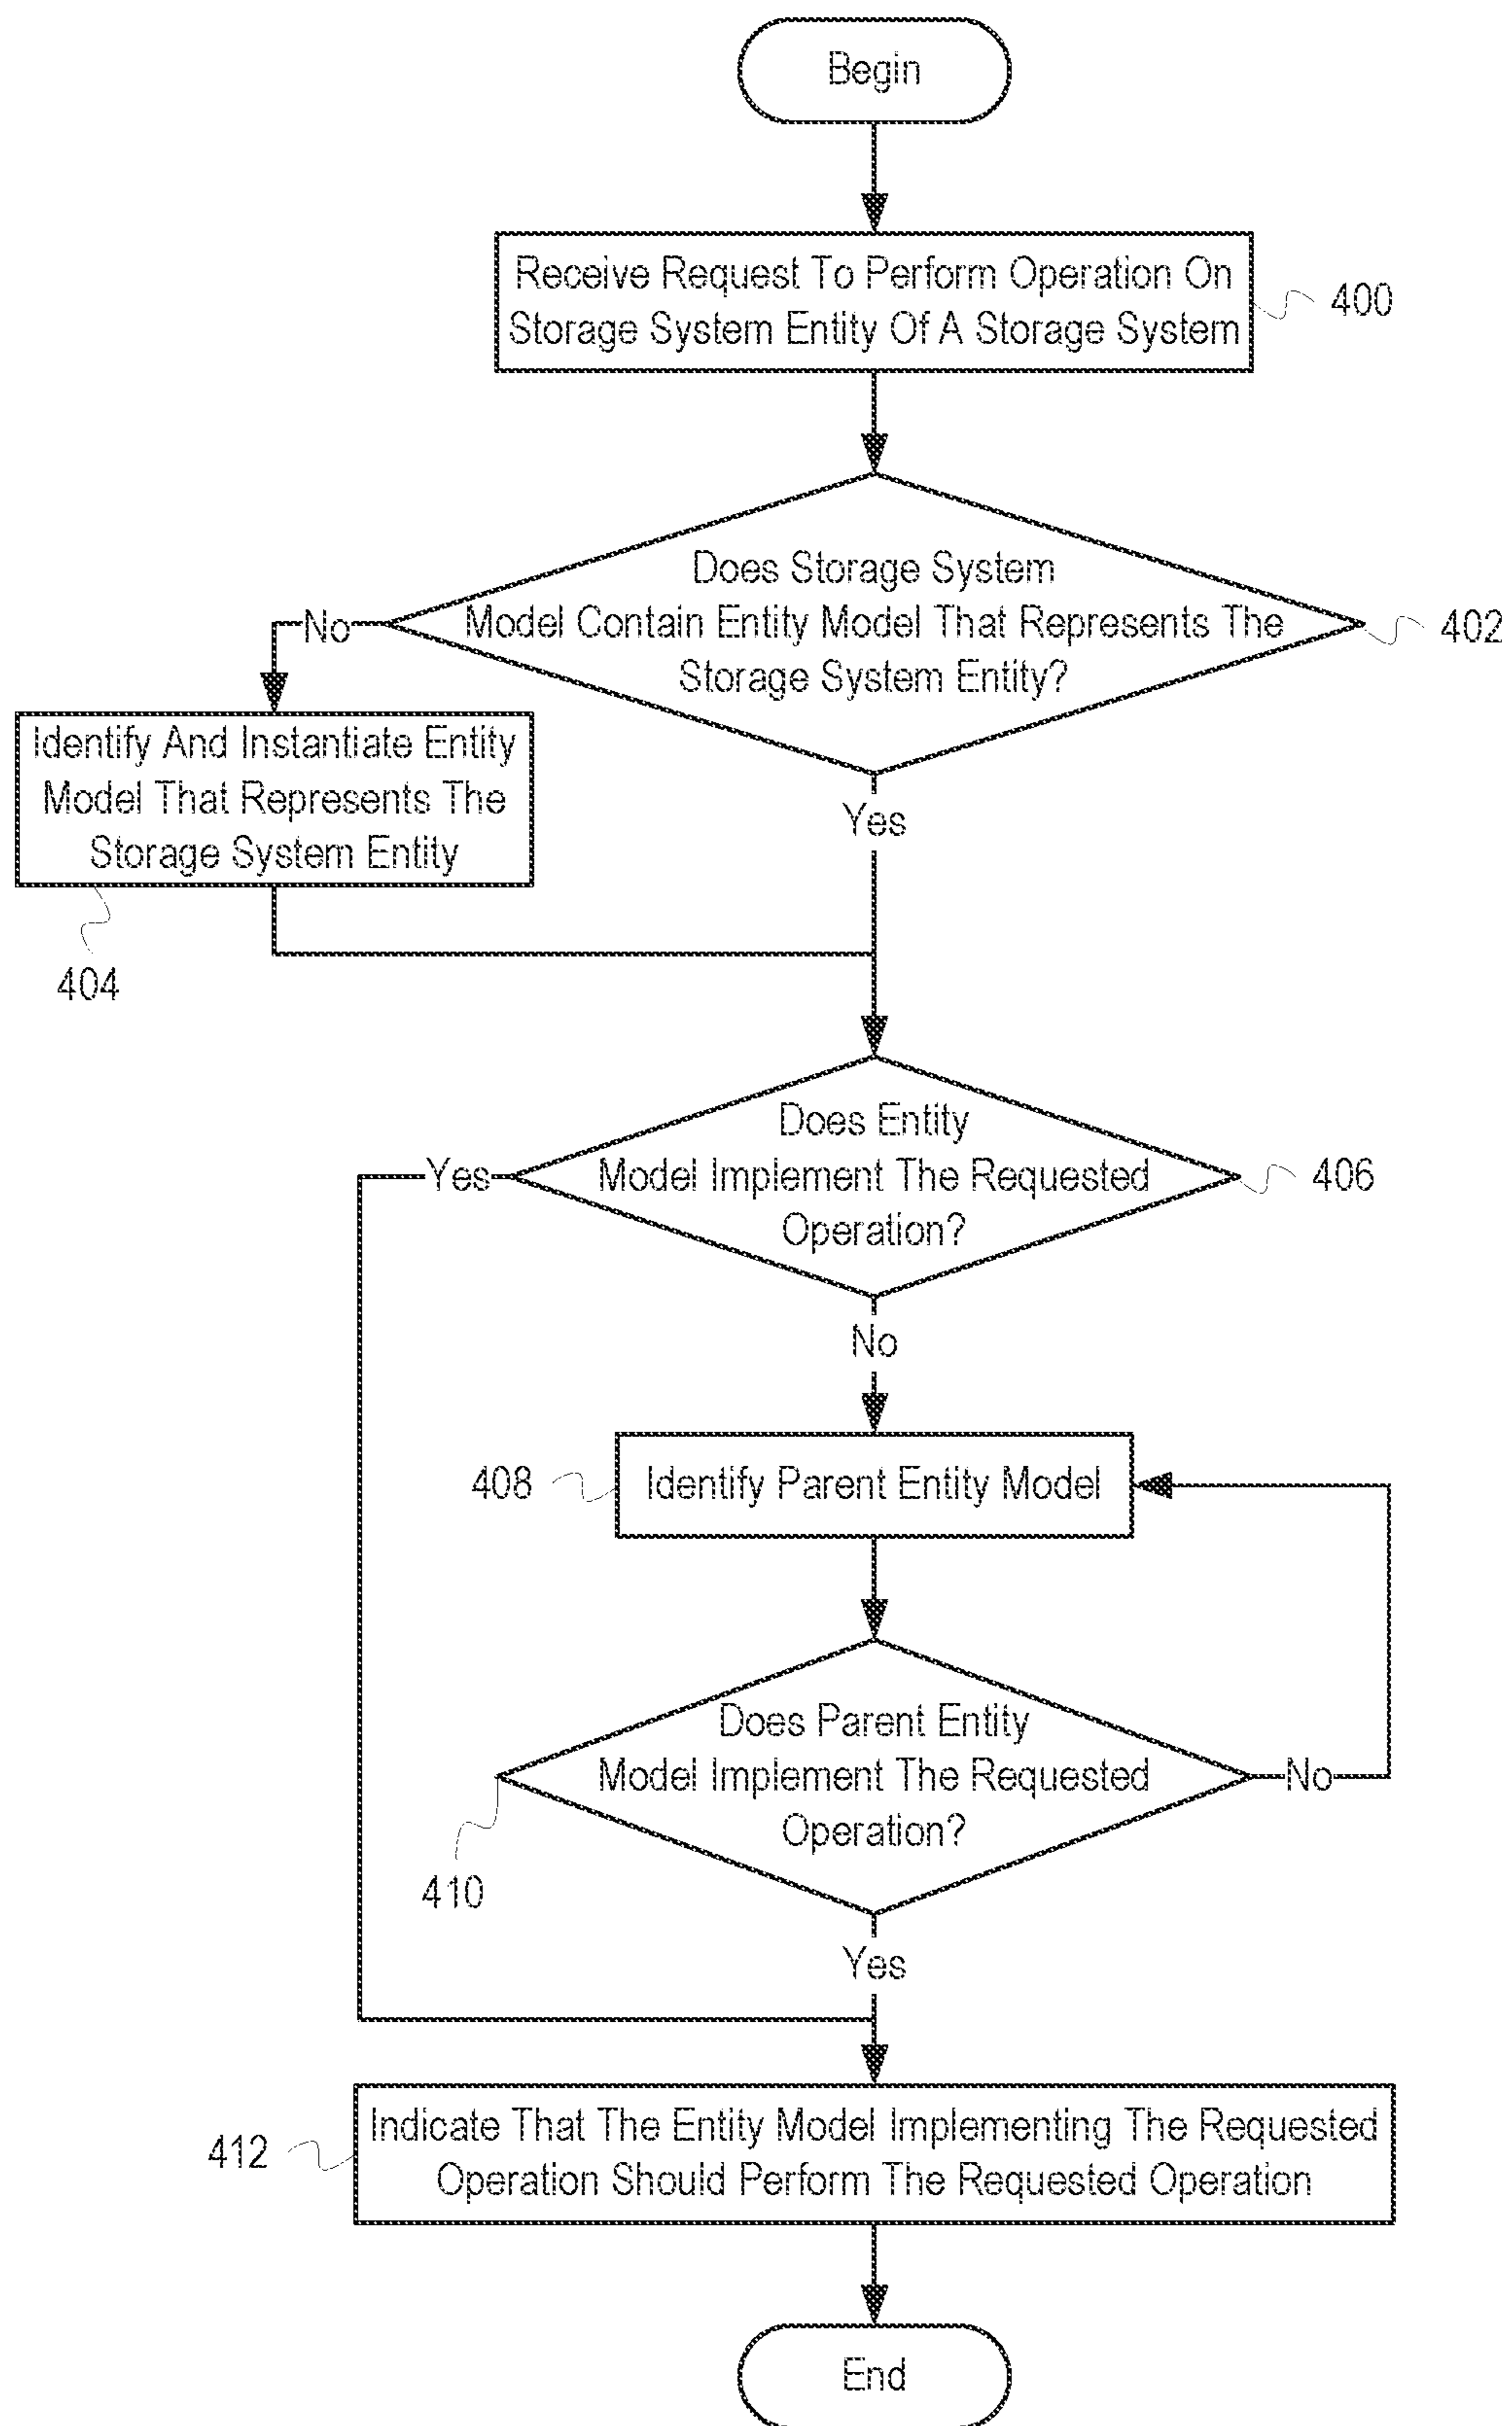 Begin
Receive Request To Perform Operation On
Storage System Entity Of A Storage System
400
Does Storage System
Model Contain Entity Model That Represents The
Storage System Entity?
402
No
Identify And Instantiate Entity
Model That Represents The
Storage System Entity
404
Yes
Does Entity
Model Implement The Requested
Operation?
406
Yes
No
408
Identify Parent Entity Model
Does Parent Entity
Model Implement The Requested
Operation?
No
410
Yes
412
Indicate That The Entity Model Implementing The Requested
Operation Should Perform The Requested Operation
End